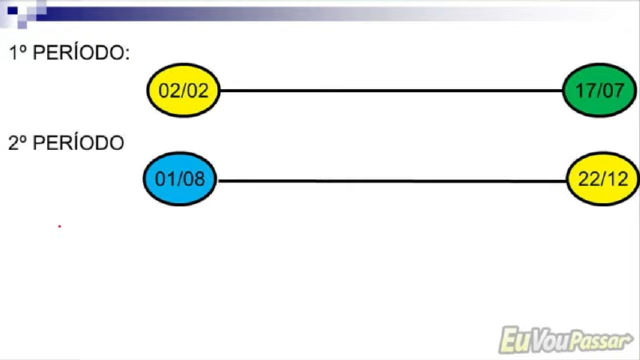 1º PERÍODO:
02/02 17/07
2º PERÍODO
01/08 22/12
EuVouPassar